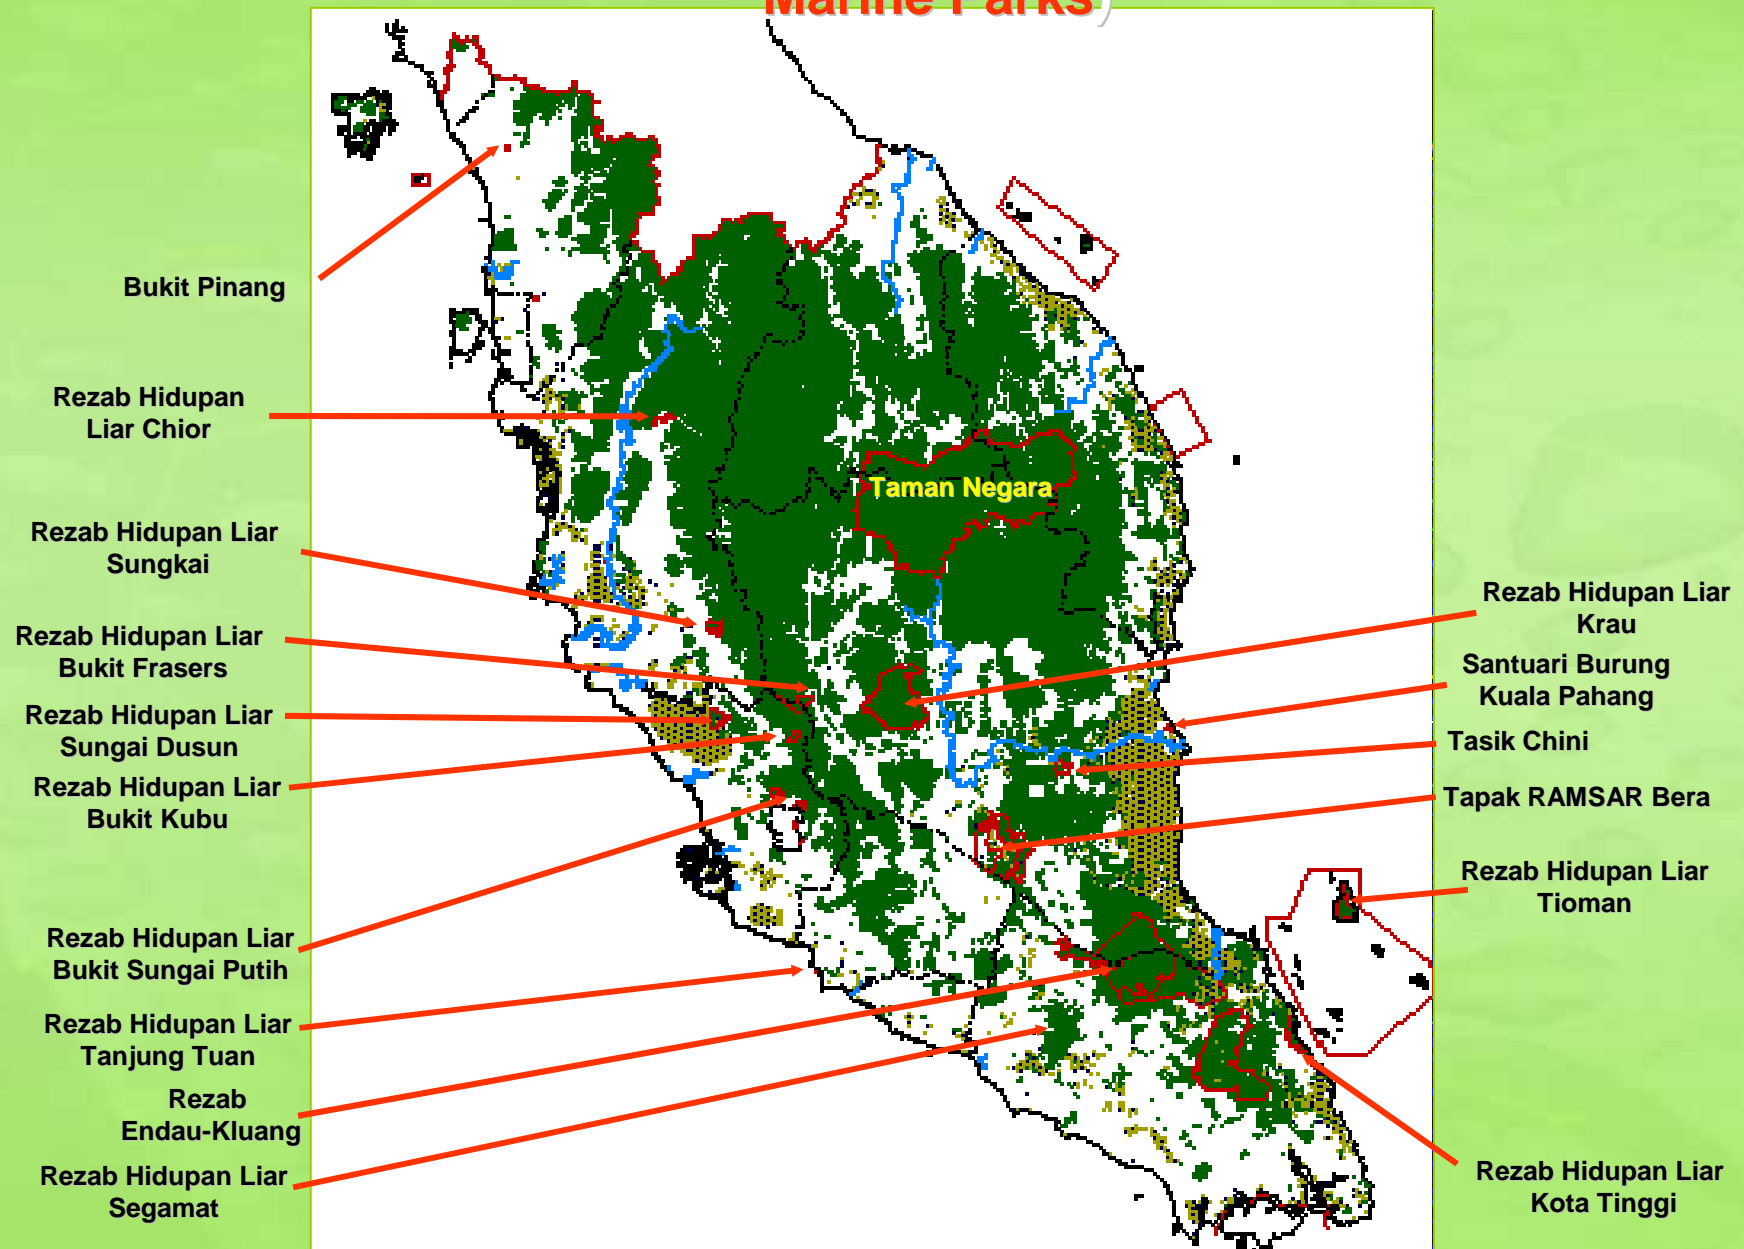 Marine Parks)
Bukit Pinang
Rezab Hidupan
Liar Chior
Rezab Hidupan Liar
Sungkai
Rezab Hidupan Liar
Bukit Frasers
Rezab Hidupan Liar
Sungai Dusun
Rezab Hidupan Liar
Bukit Kubu
Rezab Hidupan Liar
Bukit Sungai Putih
Rezab Hidupan Liar
Tanjung Tuan
Rezab
Endau-Kluang
Rezab Hidupan Liar
Segamat
Taman Negara
Rezab Hidupan Liar
Krau
Santuari Burung
Kuala Pahang
Tasik Chini
Tapak RAMSAR Bera
Rezab Hidupan Liar
Tioman
Rezab Hidupan Liar
Kota Tinggi